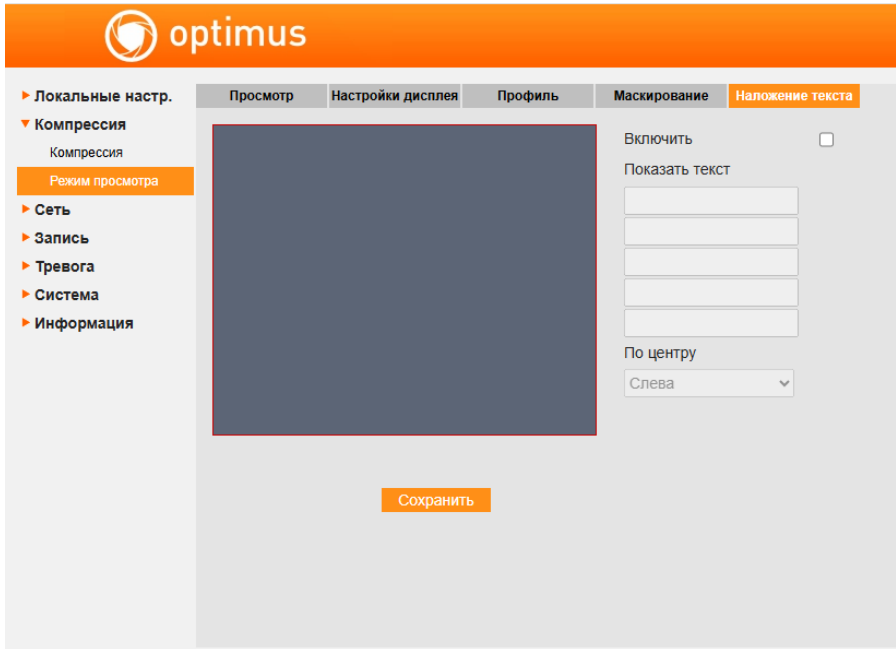 optimus
Локальные настр.
Компрессия
Компрессия
Режим просмотра
Сеть
Запись
Тревога
Система
Информация
Просмотр Настройки дисплея Профиль Маскирование Наложение текста
Включить
Показать текст
По центру
Слева
Сохранить